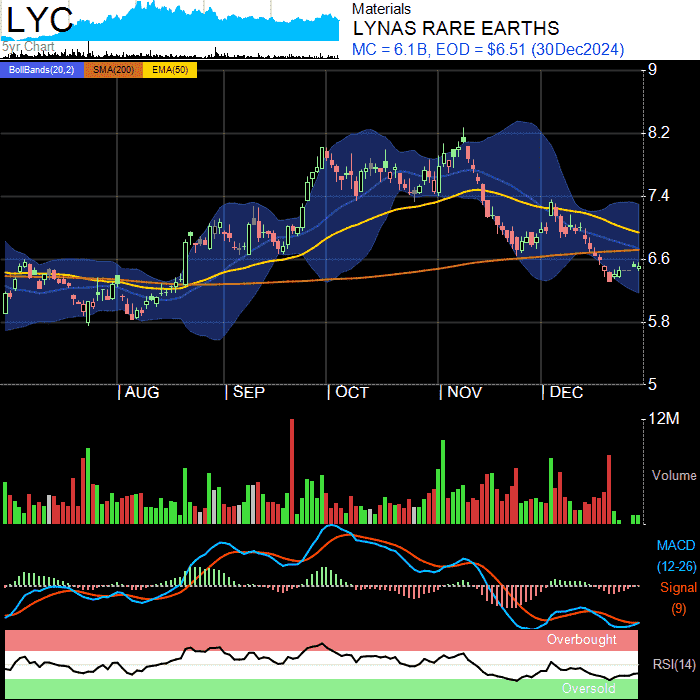 LYC
5yr Chart
Materials
LYNAS RARE EARTHS
MC = 6.1B, EOD = $6.51 (30Dec2024)
BollBands(20,2) SMA(200) EMA(50)
9
8.2
7.4
6.6
5.8
5
AUG SEP OCT NOV DEC
12M
Volume
MACD
(12-26)
Signal
(9)
Overbought
RSI(14)
Oversold